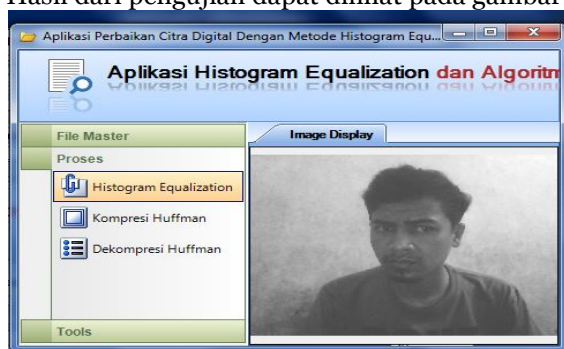 Hasil dari pengujian dapat dilihat pada gambar
Aplikasi Perbaikan Citra Digital Dengan Metode Histogram Equ...
Aplikasi Histogram Equalization dan Algoritm
File Master
Proses
Histogram Equalization
Kompresi Huffman
Dekompresi Huffman
Tools
Image Display